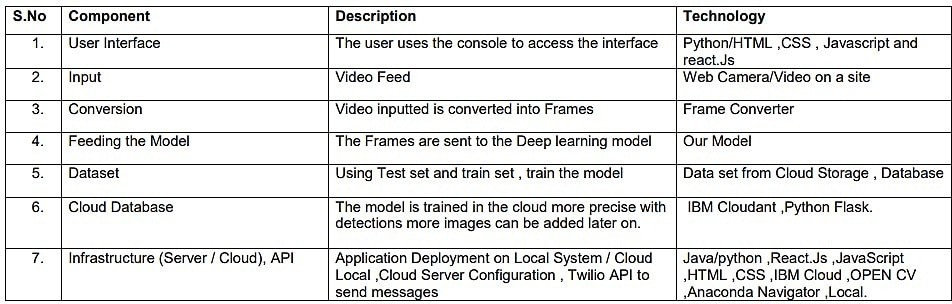 S.No Component Description Technology
1. User Interface The user uses the console to access the interface Python/HTML ,CSS , Javascript and
react.Js
2. Input Video Feed Web Camera/Video on a site
3. Conversion Video inputted is converted into Frames Frame Converter
4. Feeding the Model The Frames are sent to the Deep learning model Our Model
5. Dataset Using Test set and train set , train the model Data set from Cloud Storage , Database
6. Cloud Database The model is trained in the cloud more precise with IBM Cloudant ,Python Flask.
detections more images can be added later on.
7. Infrastructure (Server / Cloud), API Application Deployment on Local System / Cloud Java/python ,React.Js ,JavaScript
Local ,Cloud Server Configuration , Twilio API to ,HTML ,CSS ,IBM Cloud ,OPEN CV
send messages ,Anaconda Navigator ,Local.